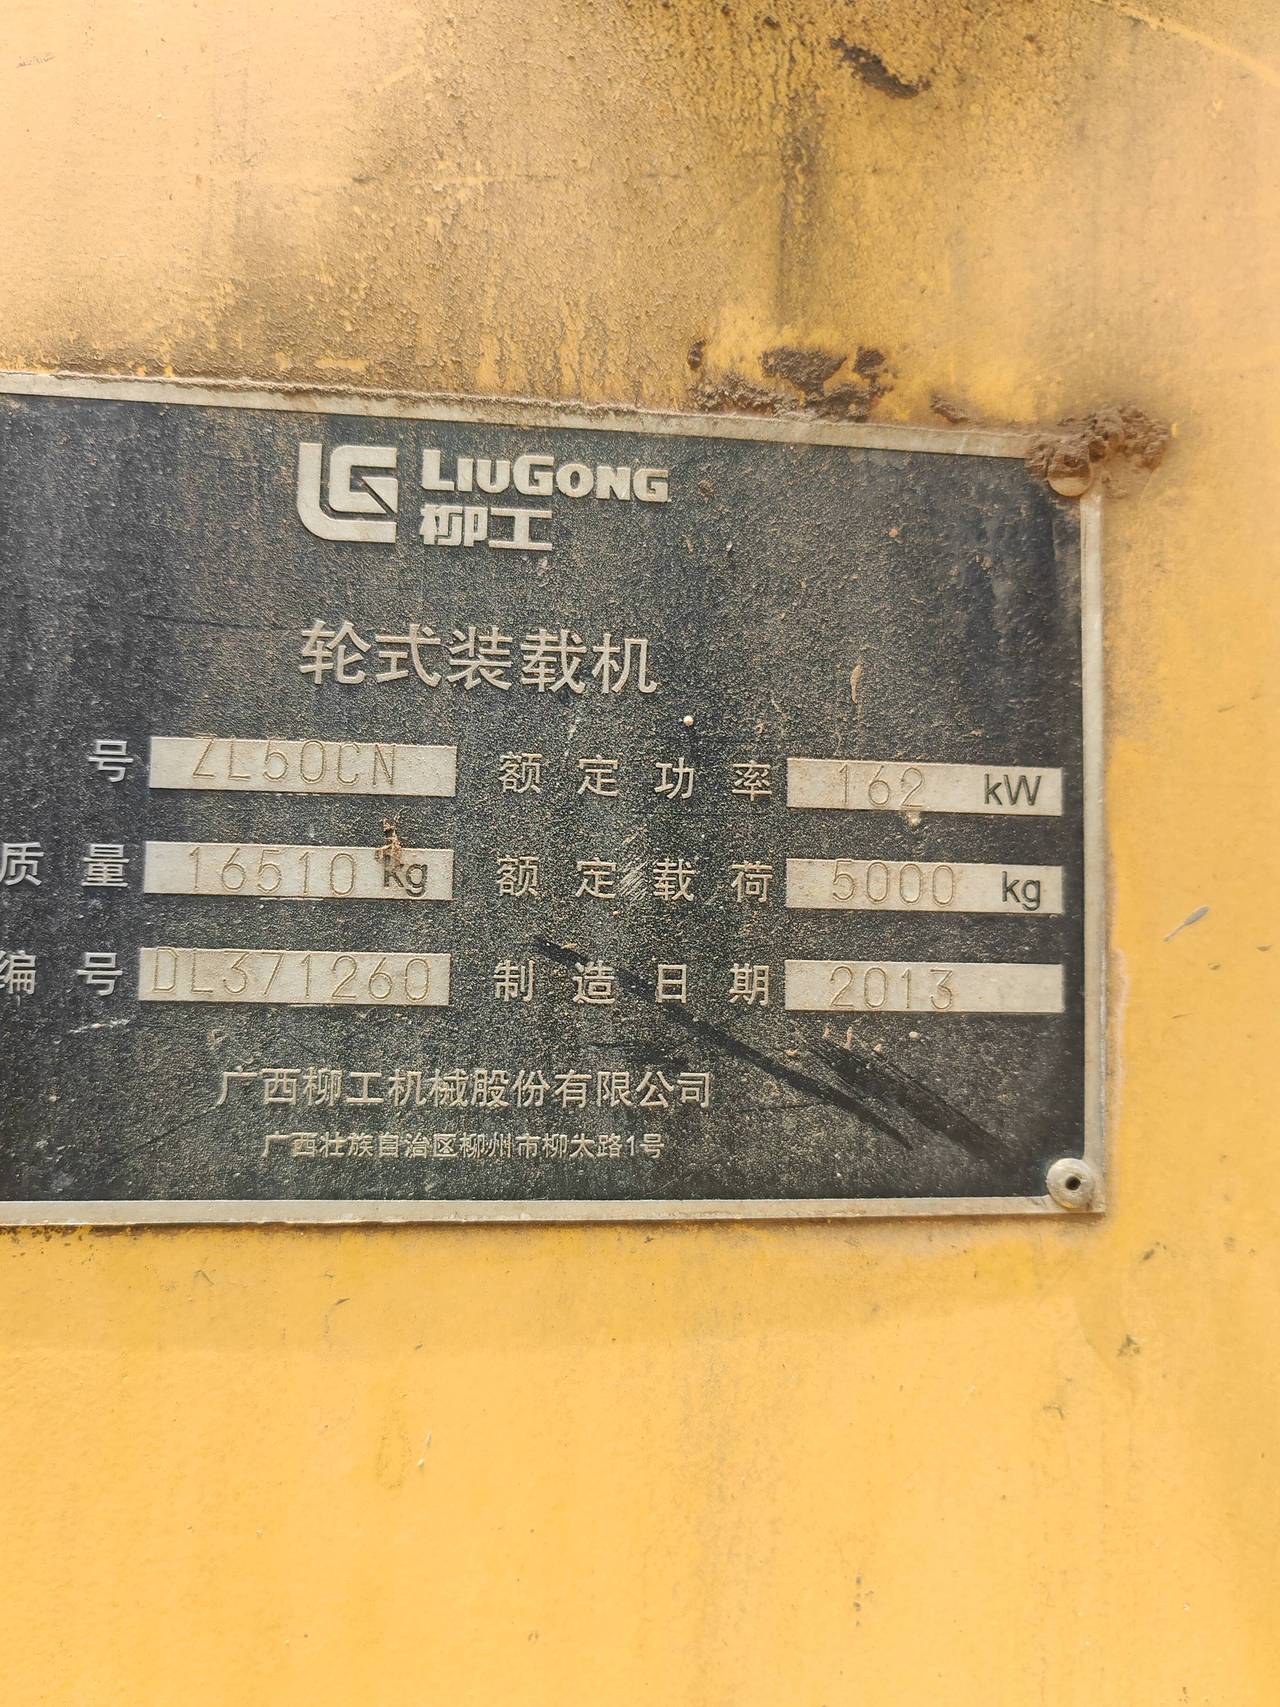 LG LIUGONG
柳工
轮式装载机
号 ZL50CN 额定功率 162 kW
质量 16510 kg 额定载荷 5000 kg
编号 DL371260 制造日期 2013
广西柳工机械股份有限公司
广西壮族自治区柳州市柳太路1号